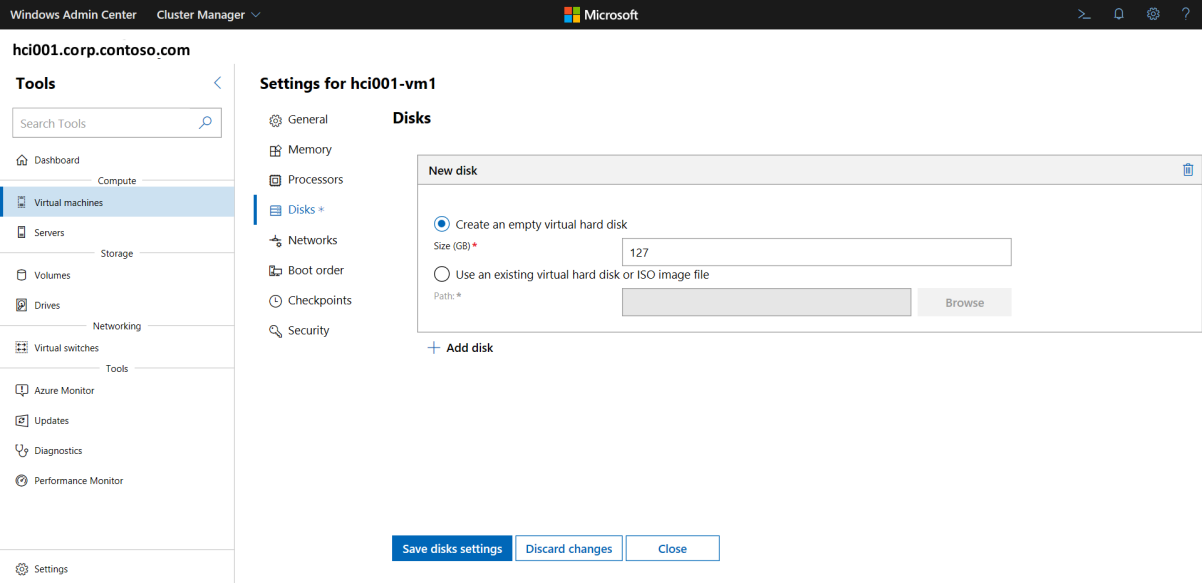 Windows Admin Center Cluster Manager Microsoft
hci001.corp.contoso.com
Tools
Search Tools
Dashboard
Compute
Virtual machines
Servers
Storage
Volumes
Drives
Networking
Virtual switches
Tools
Azure Monitor
Updates
Diagnostics
Performance Monitor
Settings
Settings for hci001-vm1
General
Memory
Processors
Disks *
Networks
Boot order
Checkpoints
Security
Disks
New disk
Create an empty virtual hard disk
Size (GB) * 127
Use an existing virtual hard disk or ISO image file
Path: * Browse
Add disk
Save disks settings Discard changes Close